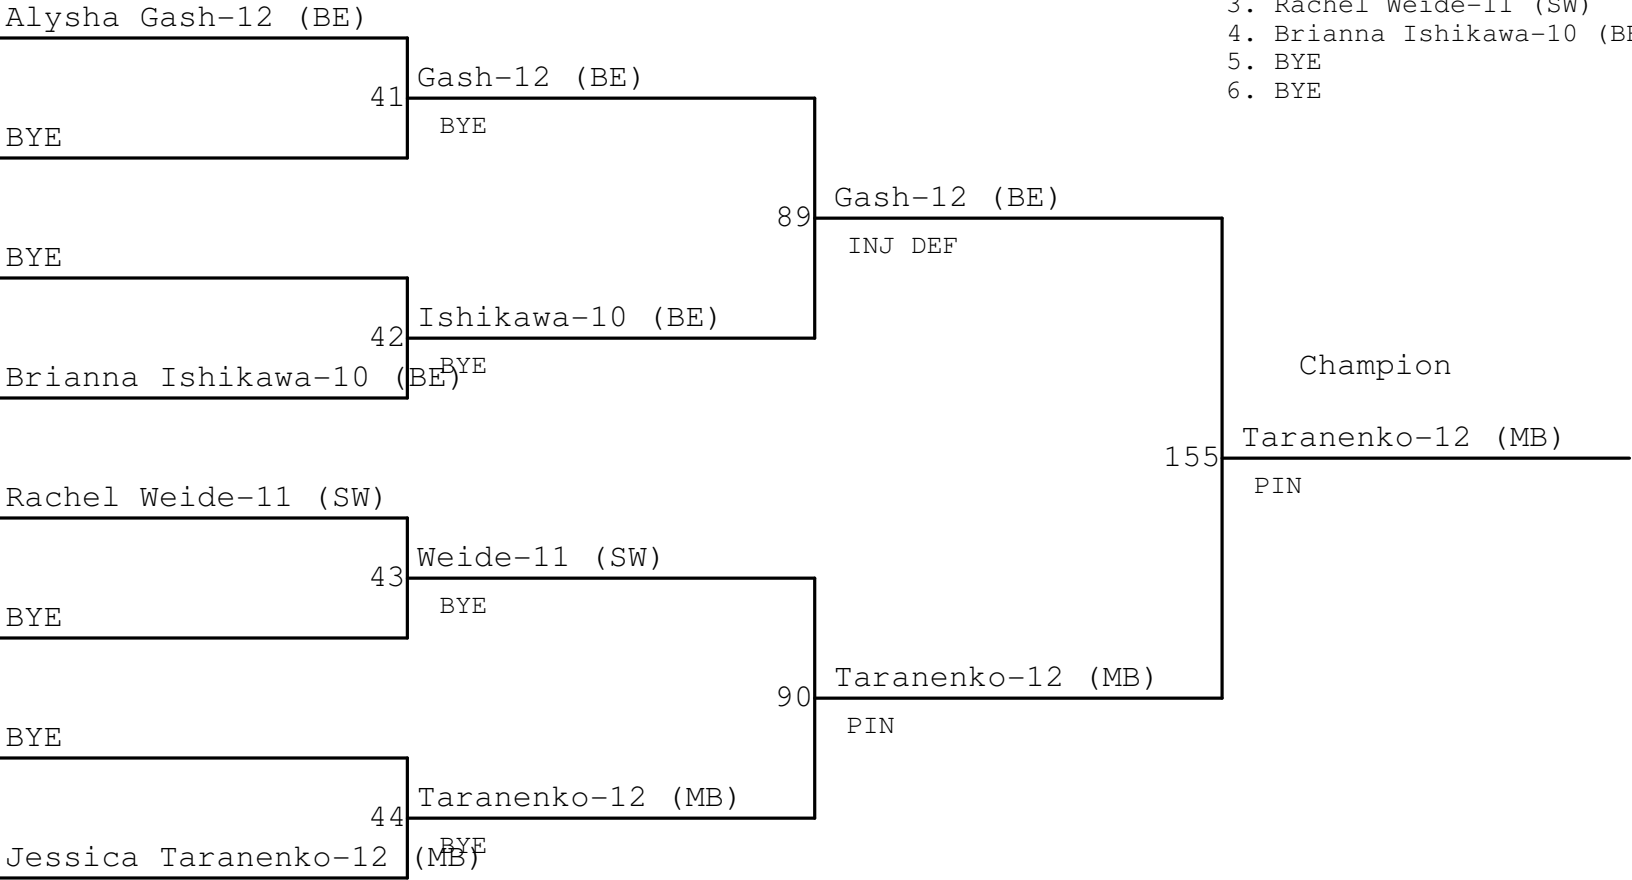 Alysha Gash-12 (BE)
BYE
BYE
Brianna Ishikawa-10 (BE)
Rachel Weide-11 (SW)
BYE
BYE
Jessica Taranenko-12 (MB)
41
Gash-12 (BE)
BYE
42
Ishikawa-10 (BE)
BYE
43
Weide-11 (SW)
BYE
44
Taranenko-12 (MB)
BYE
89
Gash-12 (BE)
INJ DEF
90
Taranenko-12 (MB)
PIN
155
Champion
Taranenko-12 (MB)
PIN
3. Rachel Weide-11 (SW)
4. Brianna Ishikawa-10 (BE
5. BYE
6. BYE